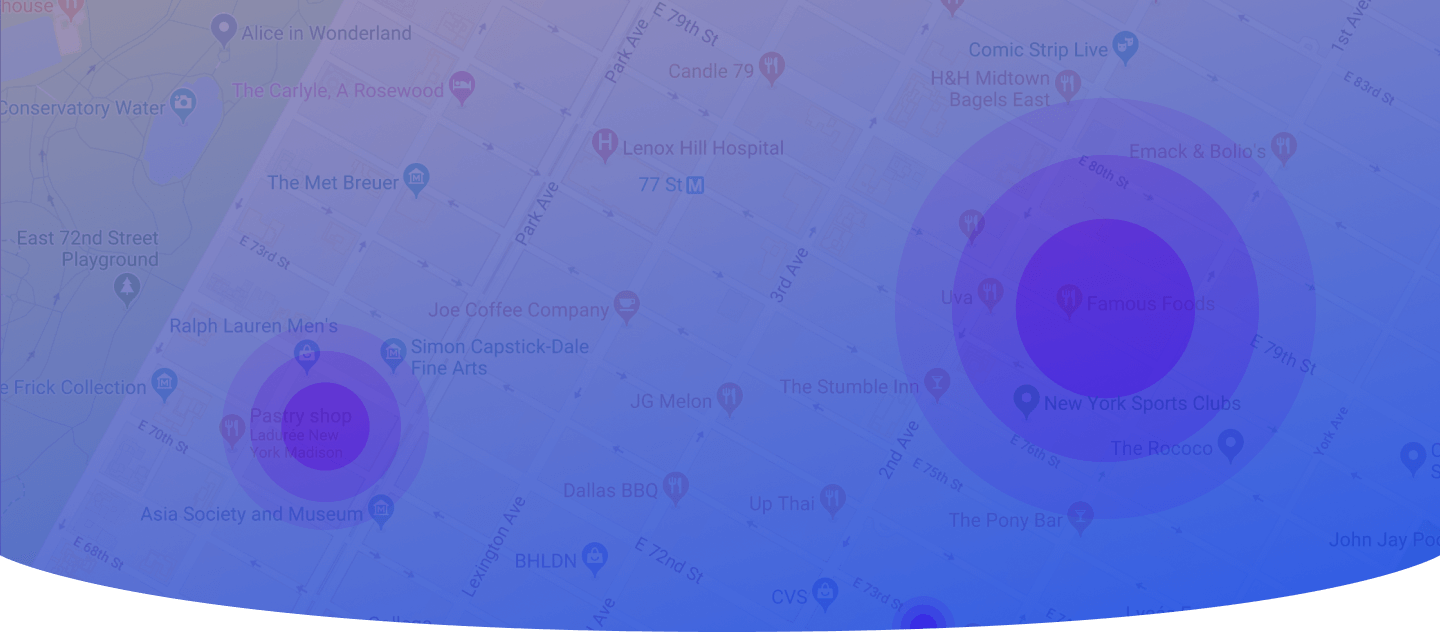 house
Alice in Wonderland
Park Ave
E 79th St
Comic Strip Live
1st Ave
Candle 79
H&H Midtown
Bagels East
The Carlyle, A Rosewood
Conservatory Water
E 83rd St
Lenox Hill Hospital
Emack & Bolio's
E 80th St
The Met Breuer
77 St M
Park Ave
East 72nd Street
Playground
E 73rd St
3rd Ave
Uva
Famous Foods
Joe Coffee Company
Ralph Lauren Men's
Simon Capstick-Dale
Fine Arts
E 79th St
e Frick Collection
The Stumble Inn
JG Melon
New York Sports Clubs
Pastry shop
Ladurée New
York Madison
E 70th St
2nd Ave
E 76th St
The Rococo
York Ave
E 75th St
Dallas BBQ
Up Thai
Asia Society and Museum
The Pony Bar
John Jay Poo
Lexington Ave
E 68th St
BHLDN
E 72nd St
CVS
E 73rd St
Ave